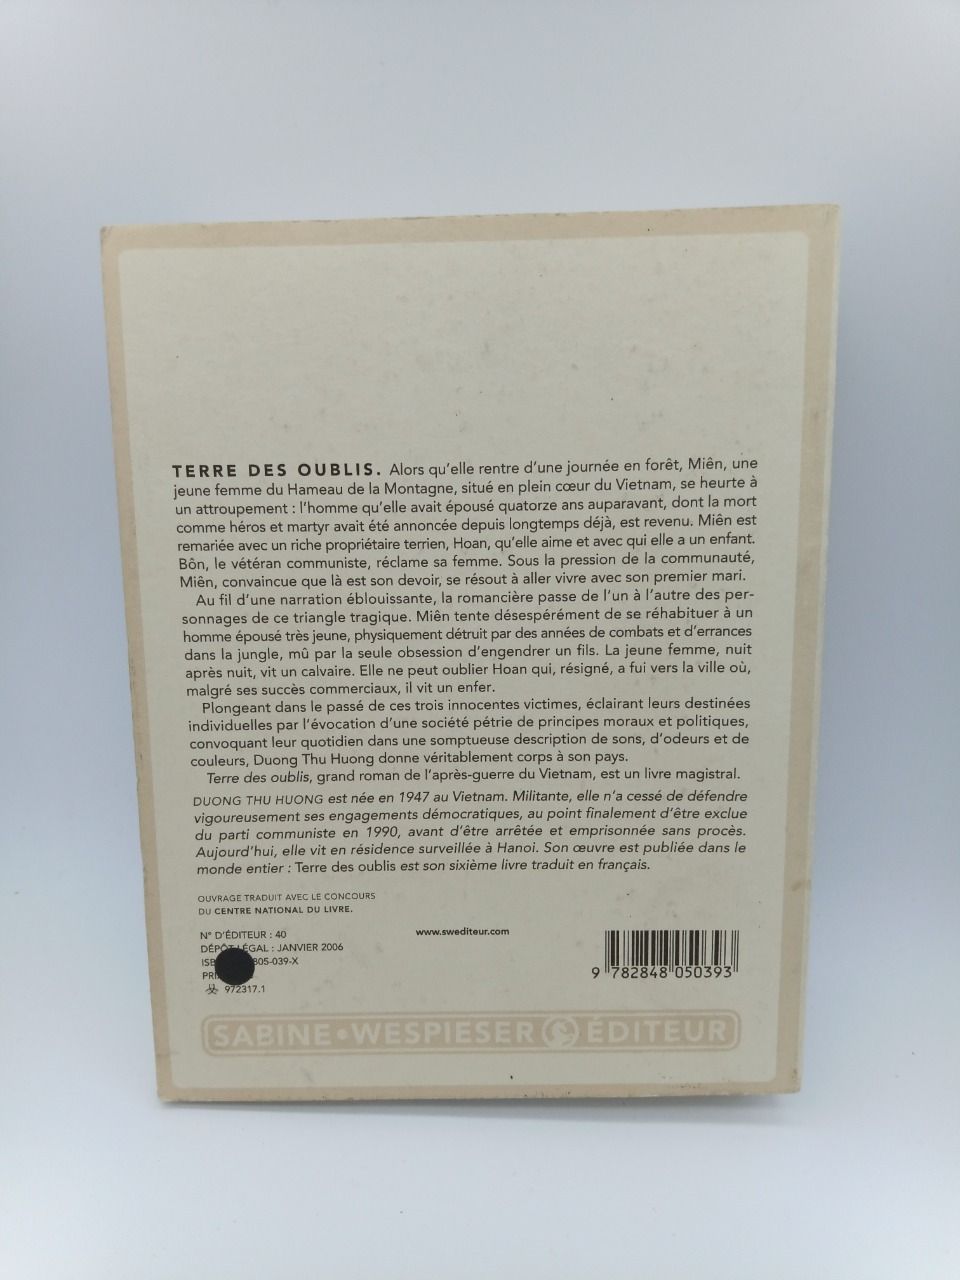 TERRE DES OUBLIS. Alors qu'elle rentre d'une journée en forêt, Miên, une
jeune femme du Hameau de la Montagne, situé en plein cœur du Vietnam, se heurte à
un attroupement : l'homme qu'elle avait épousé quatorze ans auparavant, dont la mort
comme héros et martyr avait été annoncée depuis longtemps déjà, est revenu. Miên est
remariée avec un riche propriétaire terrien, Hoan, qu'elle aime et avec qui elle a un enfant.
Bôn, le vétéran communiste, réclame sa femme. Sous la pression de la communauté,
Miên, convaincue que là est son devoir, se résout à aller vivre avec son premier mari.
Au fil d'une narration éblouissante, la romancière passe de l'un à l'autre des per-
sonnages de ce triangle tragique. Miên tente désespérément de se réhabituer à un
homme épousé très jeune, physiquement détruit par des années de combats et d'errances
dans la jungle, mû par la seule obsession d'engendrer un fils. La jeune femme, nuit
après nuit, vit un calvaire. Elle ne peut oublier Hoan qui, résigné, a fui vers la ville où,
malgré ses succès commerciaux, il vit un enfer.
Plongeant dans le passé de ces trois innocentes victimes, éclairant leurs destinées
individuelles par l'évocation d'une société pétrie de principes moraux et politiques,
convoquant leur quotidien dans une somptueuse description de sons, d'odeurs et de
couleurs, Duong Thu Huong donne véritablement corps à son pays.
Terre des oublis, grand roman de l'après-guerre du Vietnam, est un livre magistral.
DUONG THU HUONG est née en 1947 au Vietnam. Militante, elle n'a cessé de défendre
vigoureusement ses engagements démocratiques, au point finalement d'être exclue
du parti communiste en 1990, avant d'être arrêtée et emprisonnée sans procès.
Aujourd'hui, elle vit en résidence surveillée à Hanoi. Son œuvre est publiée dans le
monde entier : Terre des oublis est son sixième livre traduit en français.
OUVRAGE TRADUIT AVEC LE CONCOURS
DU CENTRE NATIONAL DU LIVRE.
N° D'ÉDITEUR : 40
DÉPÔT LÉGAL : JANVIER 2006
805-039-X
972317.1
www.swediteur.com
9 782848 050393
SABINE • WESPIESER ÉDITEUR